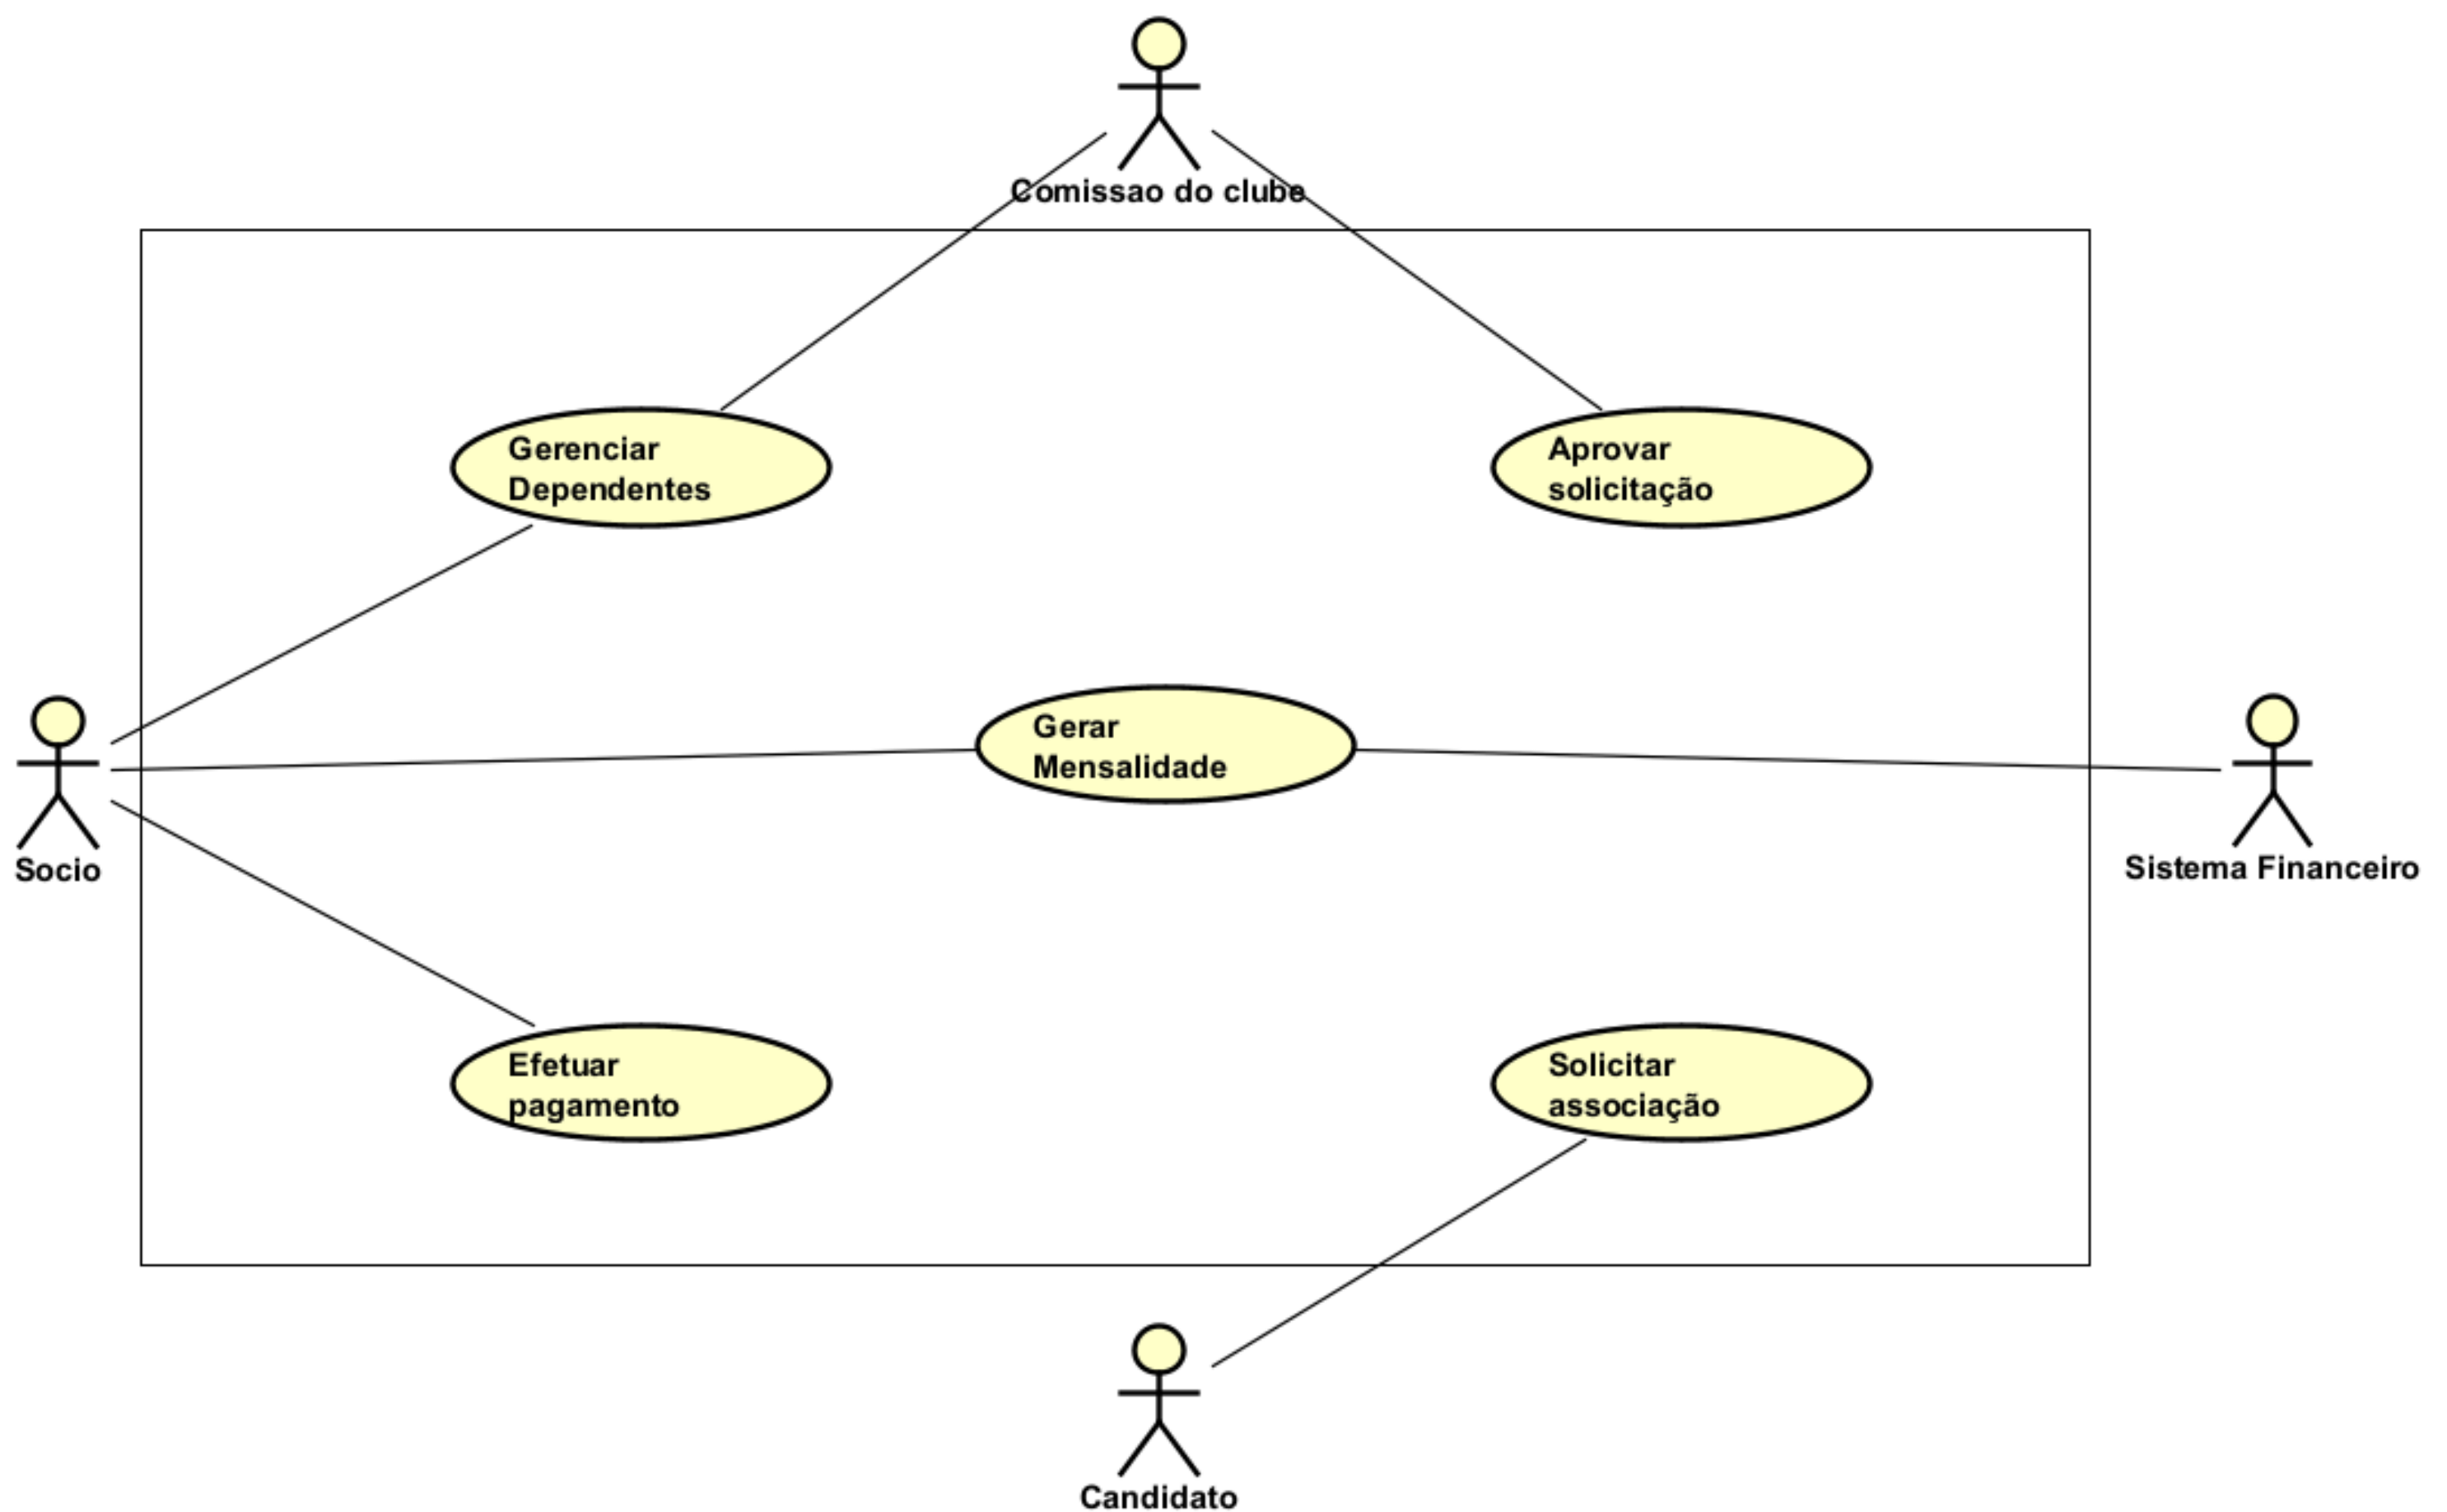 Comissao do clube
Gerenciar
Dependentes
Aprovar
solicitação
Gerar
Mensalidade
Socio
Sistema Financeiro
Efetuar
pagamento
Solicitar
associação
Candidato